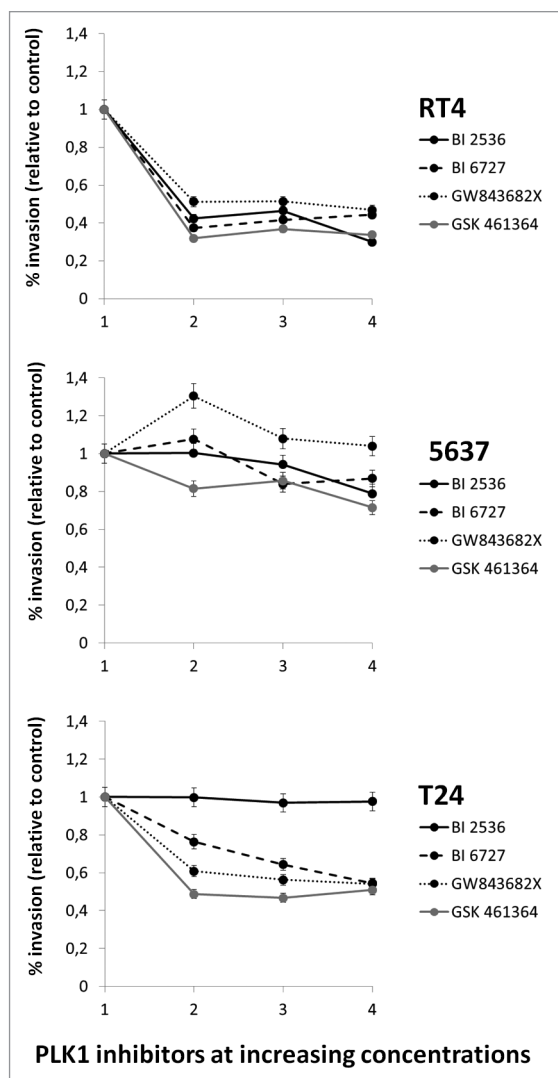 % invasion (relative to control)
1,4
1,2
1
0,8
0,6
0,4
0,2
0
1 2 3 4
RT4
BI 2536
BI 6727
GW843682X
GSK 461364
% invasion (relative to control)
1,4
1,2
1
0,8
0,6
0,4
0,2
0
1 2 3 4
5637
BI 2536
BI 6727
GW843682X
GSK 461364
% invasion (relative to control)
1,4
1,2
1
0,8
0,6
0,4
0,2
0
1 2 3 4
T24
BI 2536
BI 6727
GW843682X
GSK 461364
PLK1 inhibitors at increasing concentrations